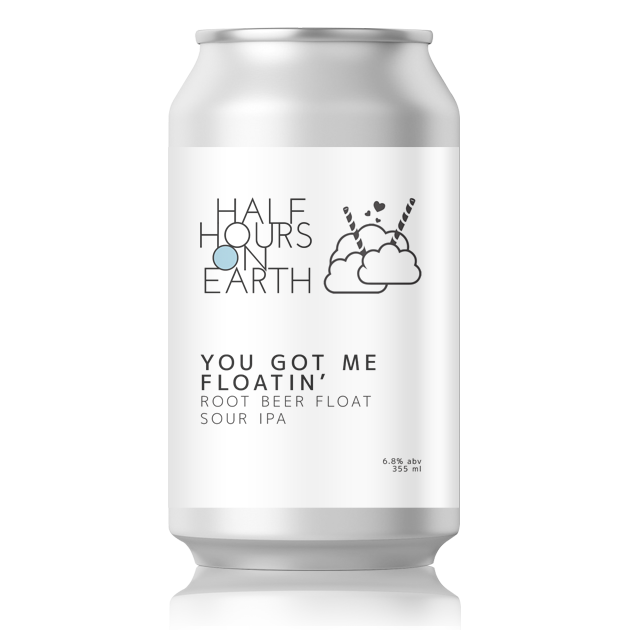 HALF
HOURS
ON
EARTH
YOU GOT ME
FLOATIN'
ROOT BEER FLOAT
SOUR IPA
6.8% abv
355 ml